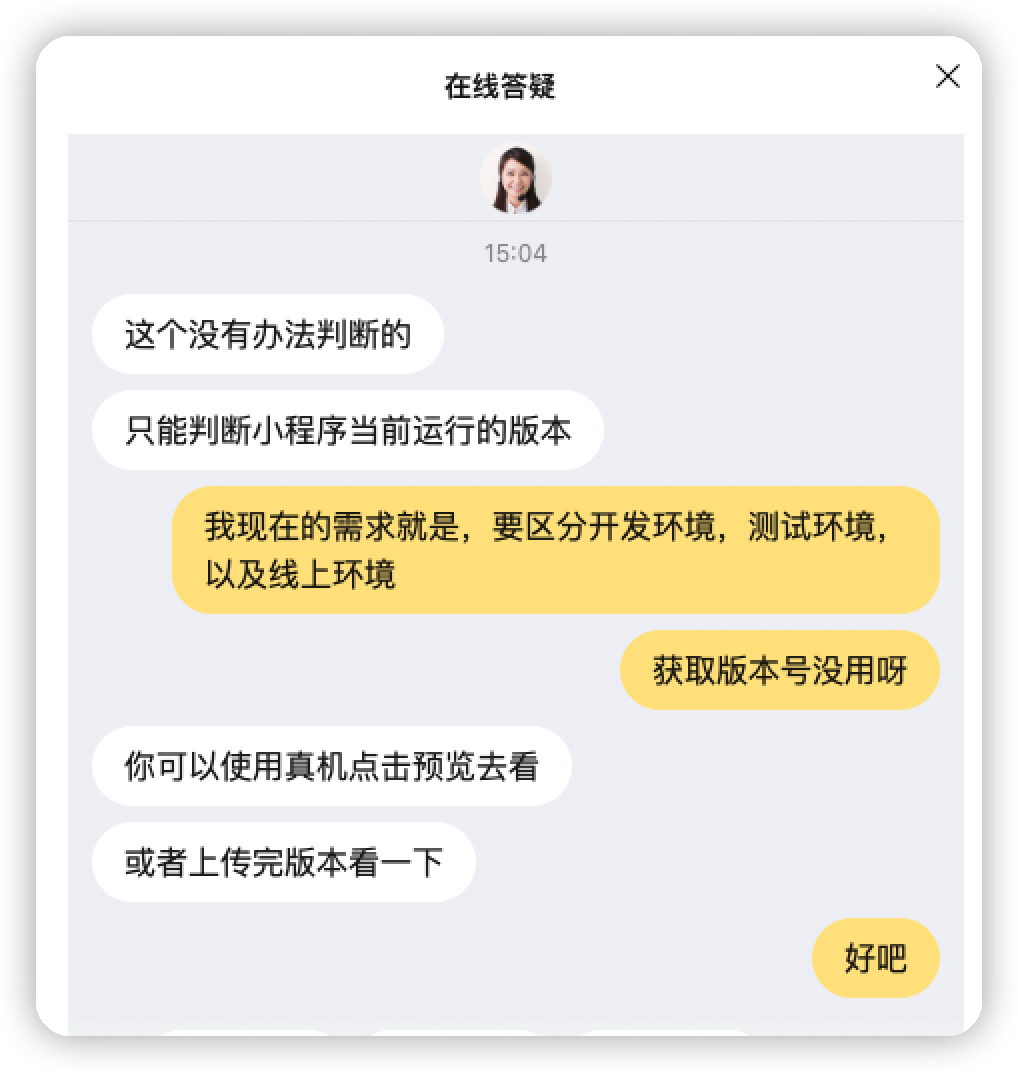 在线答疑
15:04
这个没有办法判断的
只能判断小程序当前运行的版本
我现在的需求就是，要区分开发环境，测试环境，
以及线上环境
获取版本号没用呀
你可以使用真机点击预览去看
或者上传完版本看一下
好吧